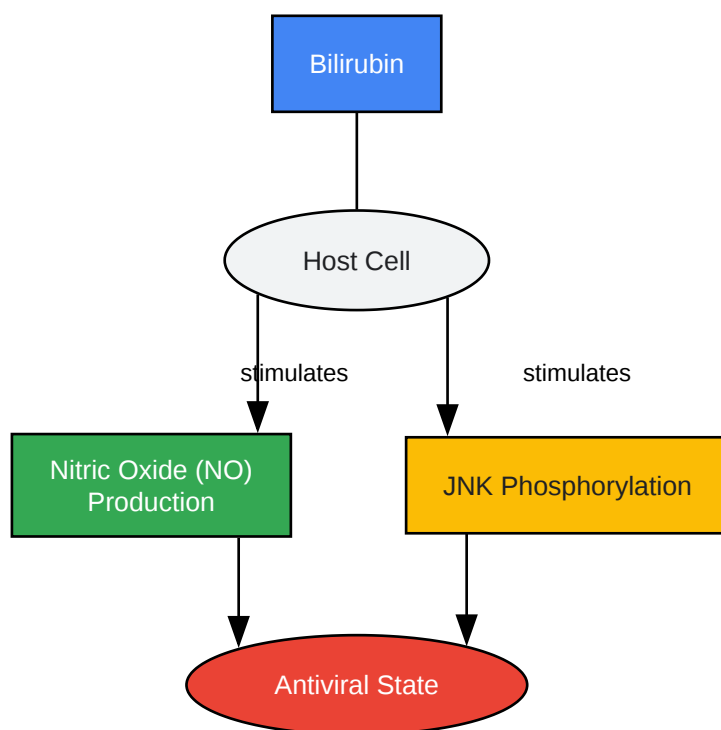 Bilirubin
Host Cell
stimulates
stimulates
Nitric Oxide (NO)
Production
JNK Phosphorylation
Antiviral State